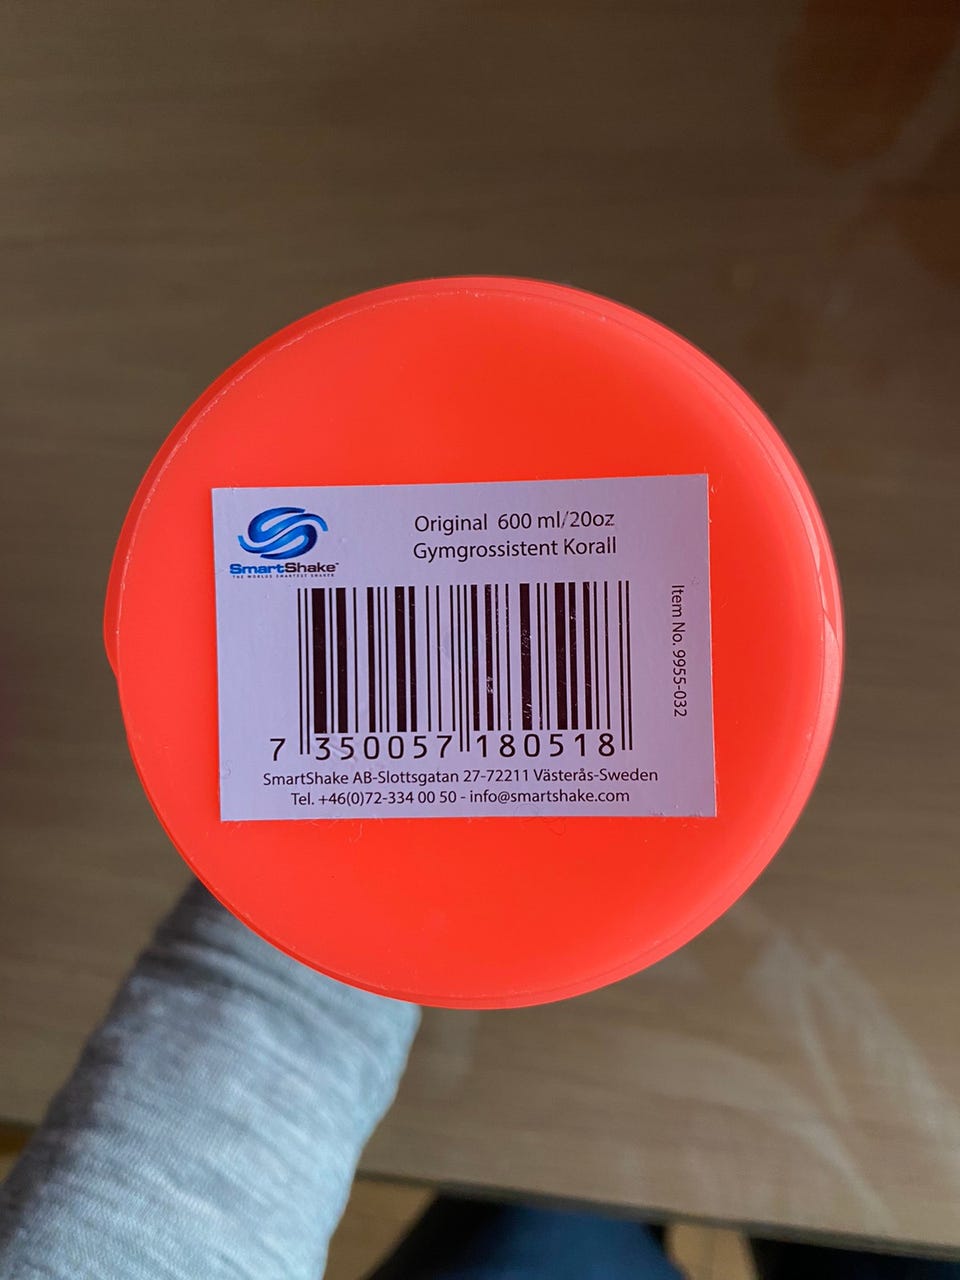 SmartShake™
THE WORLDS SMARTEST SHAKER
Original 600 ml/20oz
Gymgrossistent Korall
Item No. 9955-032
7 350057 180518
SmartShake AB-Slottsgatan 27-72211 Västerås-Sweden
Tel. +46(0)72-334 00 50 - info@smartshake.com